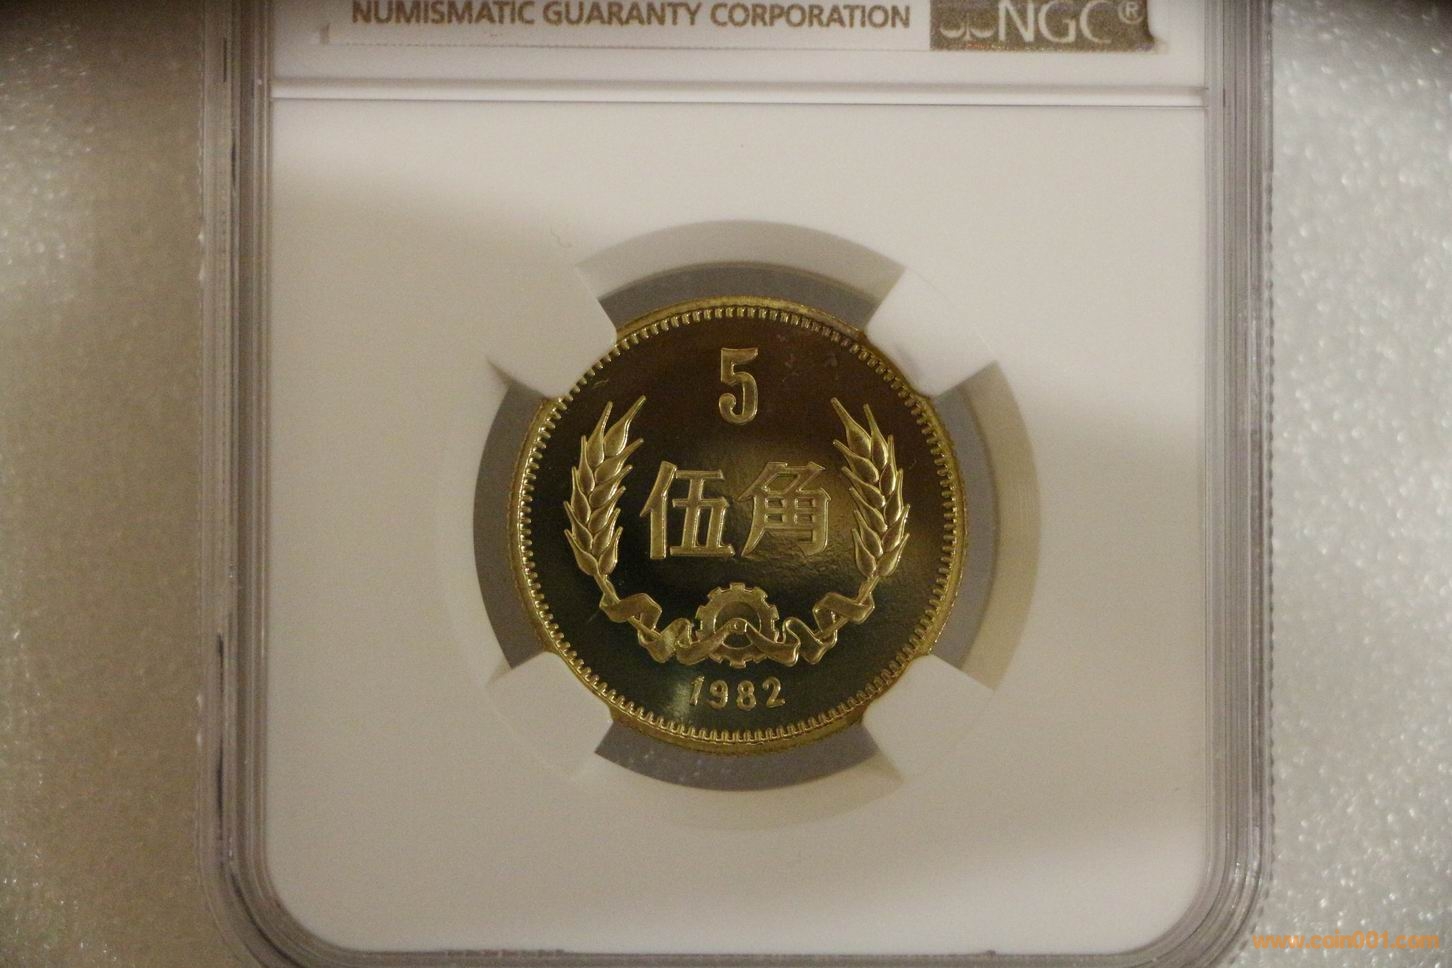 NUMISMATIC GUARANTY CORPORATION NGC®
5
伍角
1982
www.coin001.com